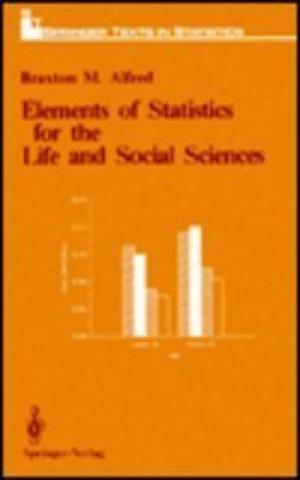 Springer Texts in Statistics
Braxton M. Alfred
Elements of Statistics
for the
Life and Social Sciences
Springer-Verlag